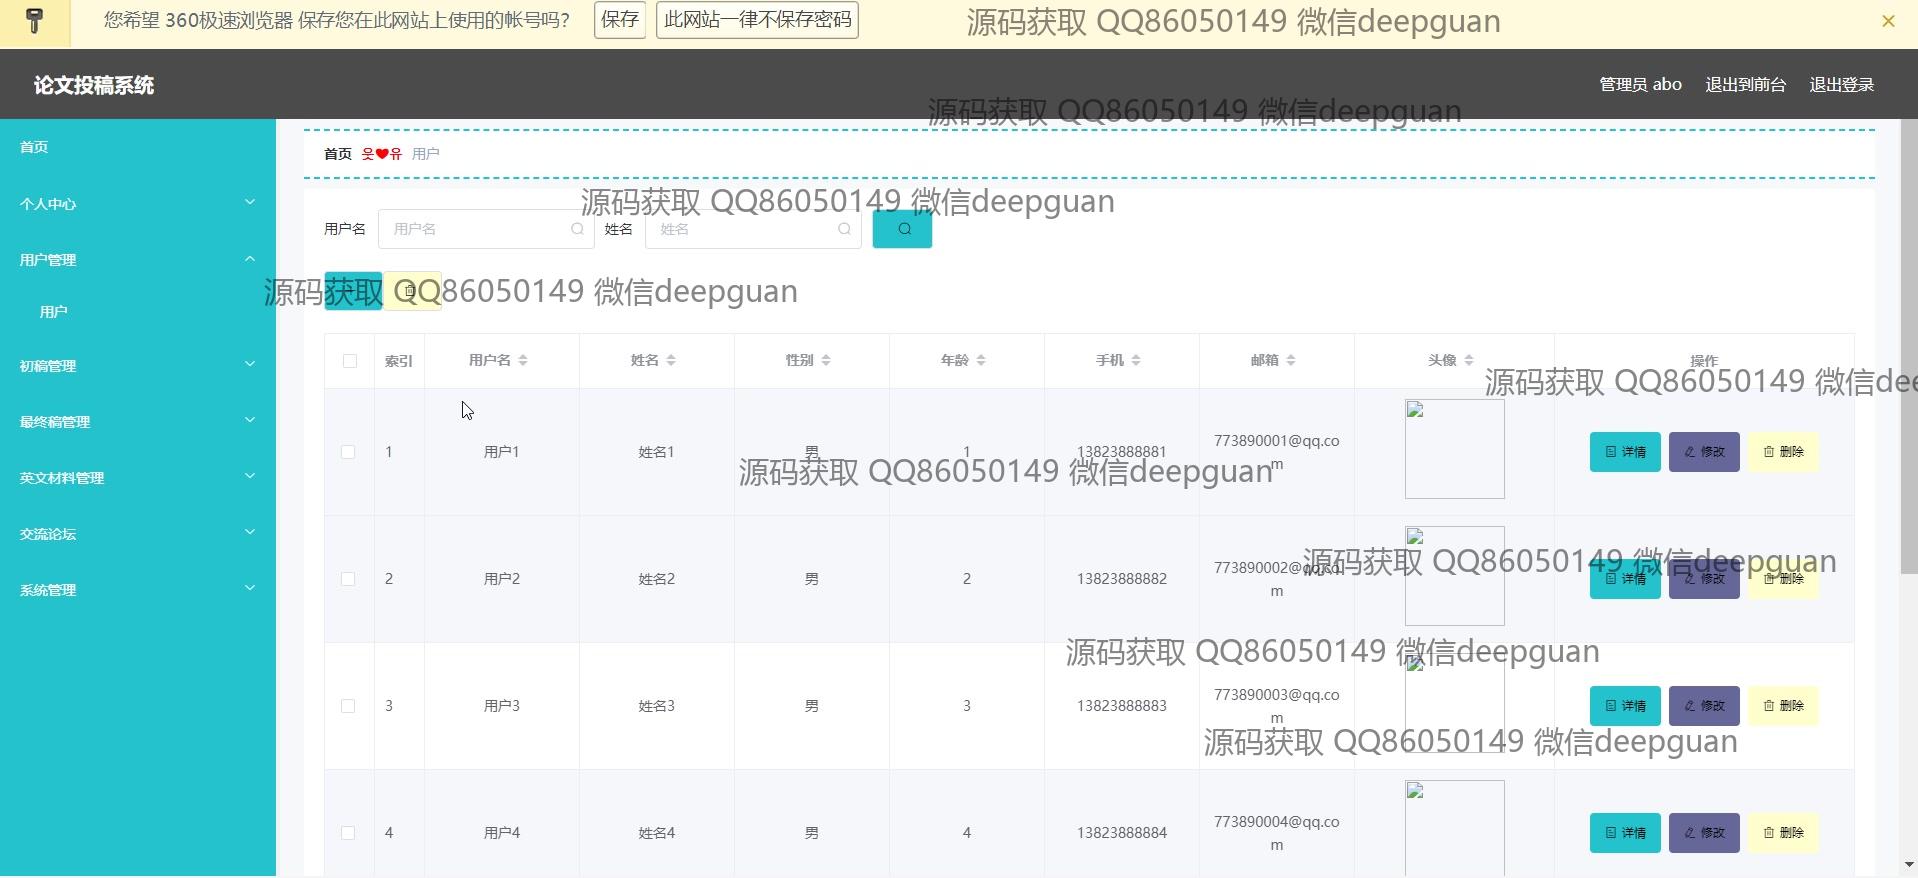 您希望 360极速浏览器 保存您在此网站上使用的帐号吗? 保存 此网站一律不保存密码
源码获取 QQ86050149 微信deepguan
论文投稿系统
管理员 abo 退出到前台 退出登录
源码获取 QQ86050149 微信deepguan
首页
个人中心
用户管理
用户
初稿管理
最终稿管理
英文材料管理
交流论坛
系统管理
首页 웃❤유 用户
源码获取 QQ86050149 微信deepguan
用户名 用户名 姓名 姓名
源码获取 QQ86050149 微信deepguan
索引 用户名 姓名 性别 年龄 手机 邮箱 头像 操作
源码获取 QQ86050149 微信dee
1 用户1 姓名1 男 1 13823888881 773890001@qq.co
m
详情 修改 删除
源码获取 QQ86050149 微信deepguan
2 用户2 姓名2 男 2 13823888882 773890002@qq.co
m
详情 修改 删除
源码获取 QQ86050149 微信deepguan
源码获取 QQ86050149 微信deepguan
3 用户3 姓名3 男 3 13823888883 773890003@qq.co
m
详情 修改 删除
源码获取 QQ86050149 微信deepguan
4 用户4 姓名4 男 4 13823888884 773890004@qq.co
m
详情 修改 删除